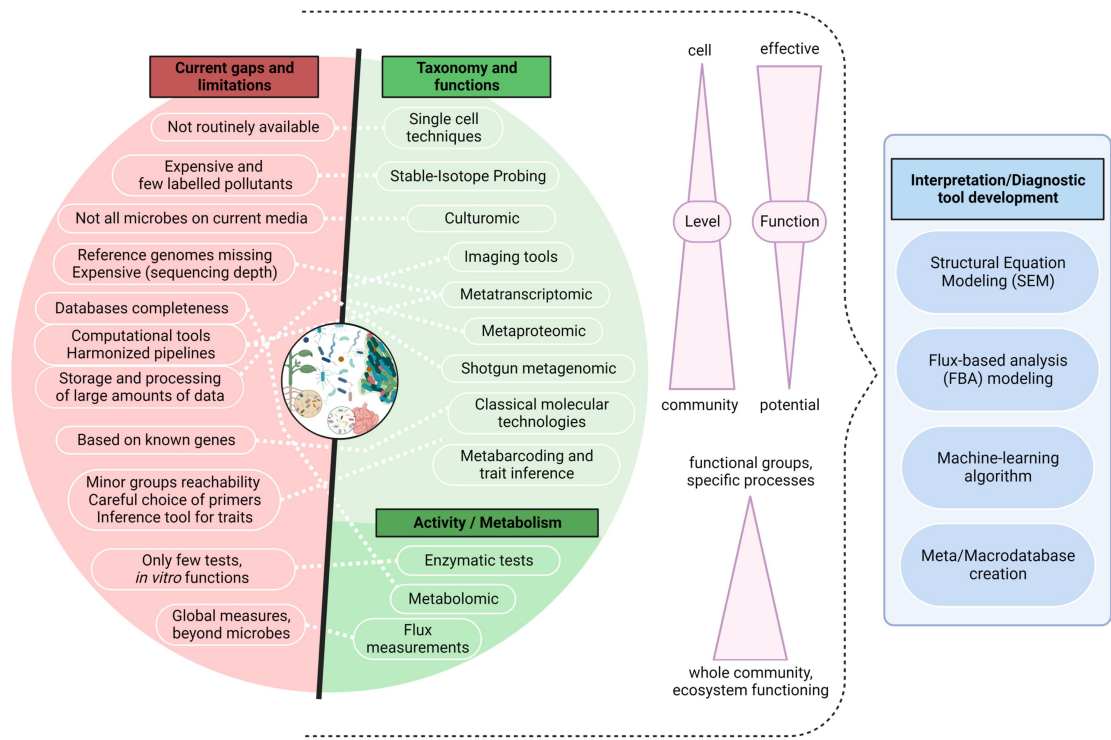 Current gaps and
limitations
Not routinely available
Expensive and
few labelled pollutants
Not all microbes on current media
Reference genomes missing
Expensive (sequencing depth)
Databases completeness
Computational tools
Harmonized pipelines
Storage and processing
of large amounts of data
Based on known genes
Minor groups reachability
Careful choice of primers
Inference tool for traits
Only few tests,
in vitro functions
Global measures,
beyond microbes
Taxonomy and
functions
Single cell
techniques
Stable-Isotope Probing
Culturomic
Imaging tools
Metatranscriptomic
Metaproteomic
Shotgun metagenomic
Classical molecular
technologies
Metabarcoding and
trait inference
Activity / Metabolism
Enzymatic tests
Metabolomic
Flux
measurements
cell
Level
community
effective
Function
potential
functional groups,
specific processes
whole community,
ecosystem functioning
Interpretation/Diagnostic
tool development
Structural Equation
Modeling (SEM)
Flux-based analysis
(FBA) modeling
Machine-learning
algorithm
Meta/Macrodatabase
creation